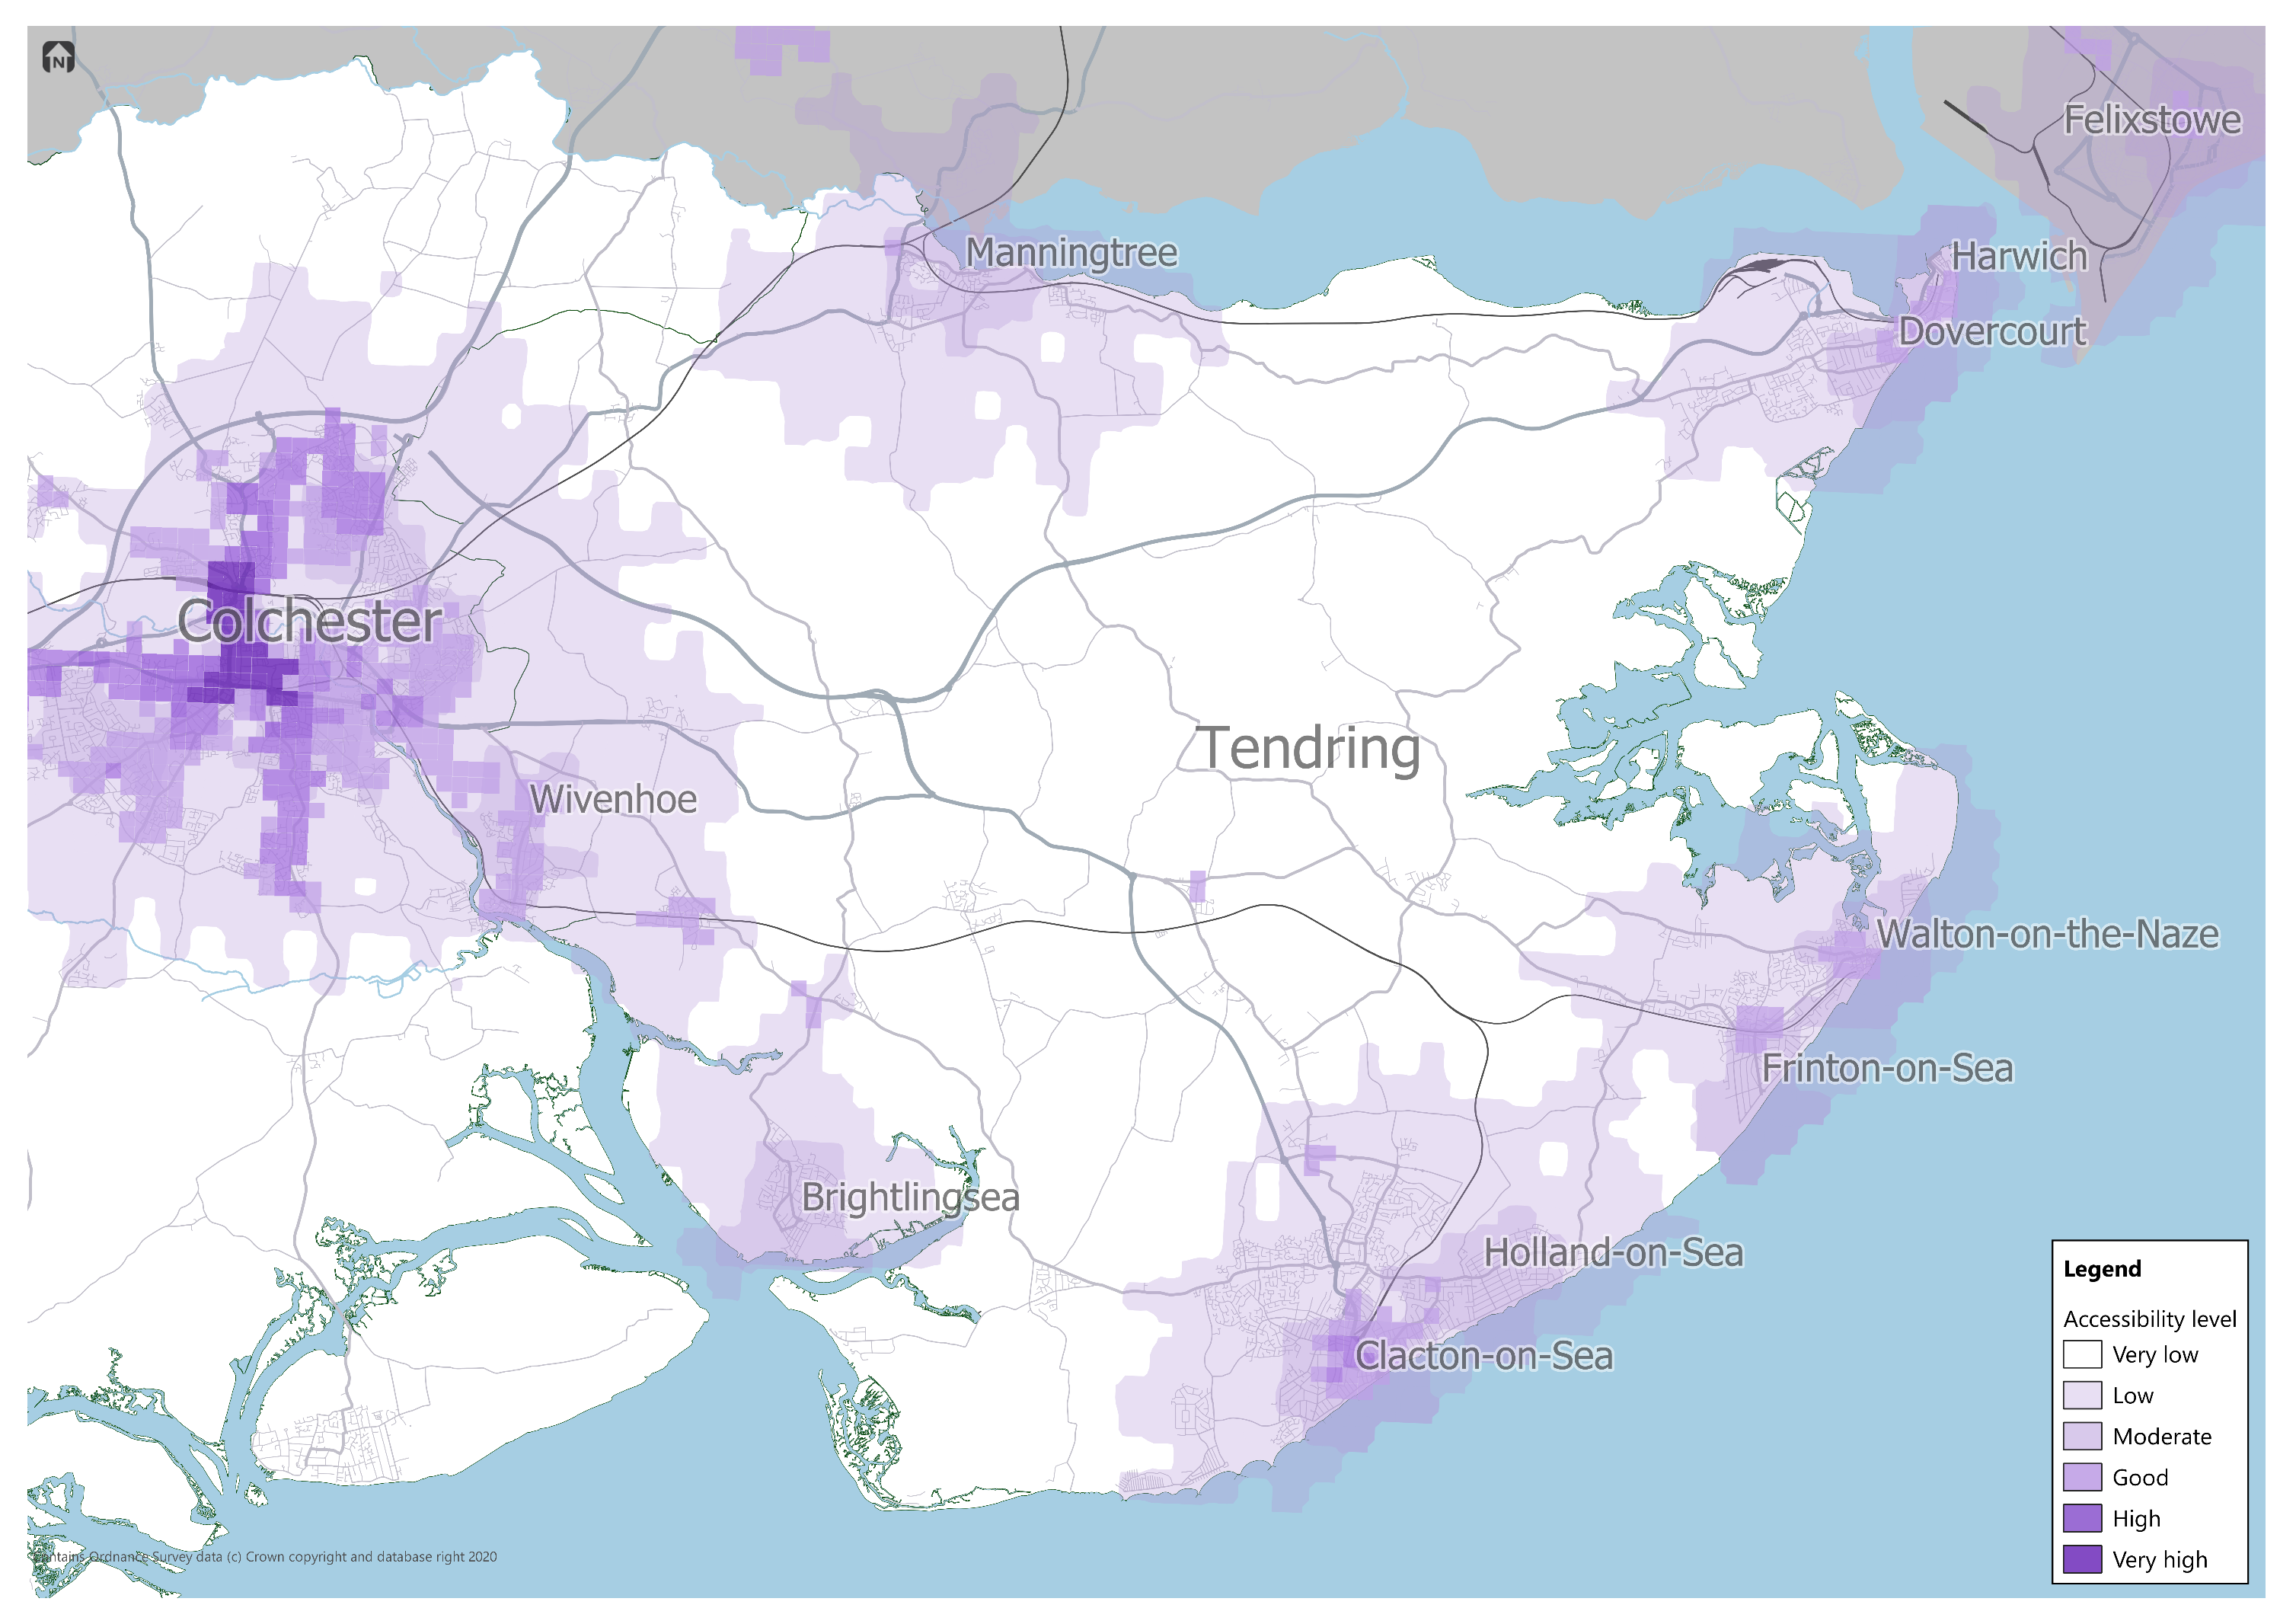 N
Felixstowe
Manningtree
Harwich
Dovercourt
Colchester
Tendring
Wivenhoe
Walton-on-the-Naze
Frinton-on-Sea
Brightlingsea
Holland-on-Sea
Clacton-on-Sea
Legend
Accessibility level
Very low
Low
Moderate
Good
High
Very high
Contains Ordnance Survey data (c) Crown copyright and database right 2020